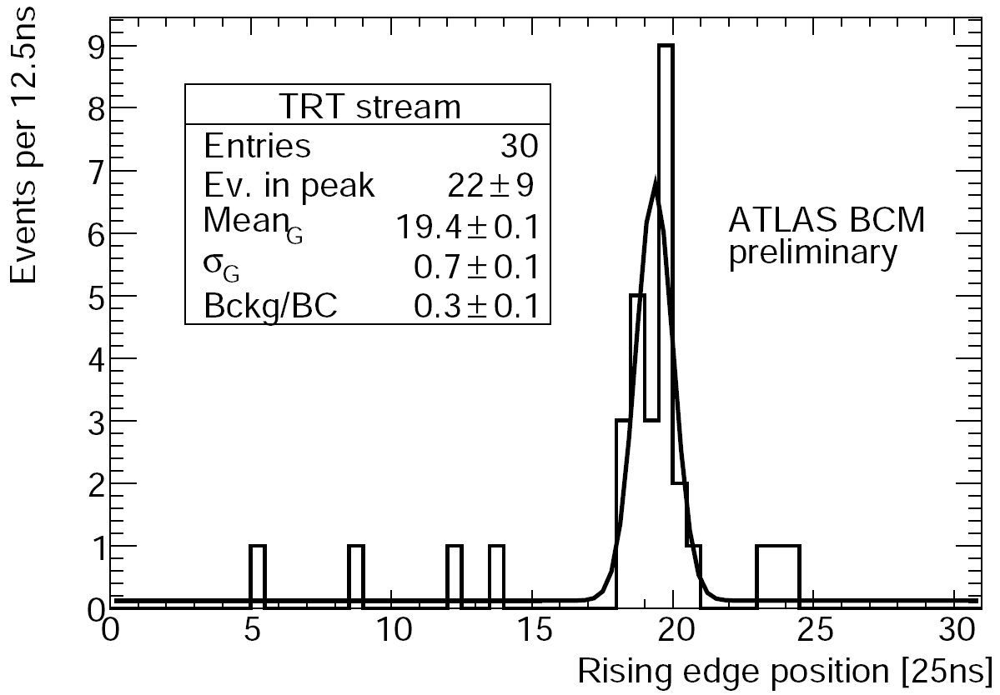 Events per 12.5ns
9
8
7
6
5
4
3
2
1
0
TRT stream
Entries 30
Ev. in peak 22±9
Mean_G 19.4±0.1
σ_G 0.7±0.1
Bckg/BC 0.3±0.1
ATLAS BCM
preliminary
0 5 10 15 20 25 30
Rising edge position [25ns]